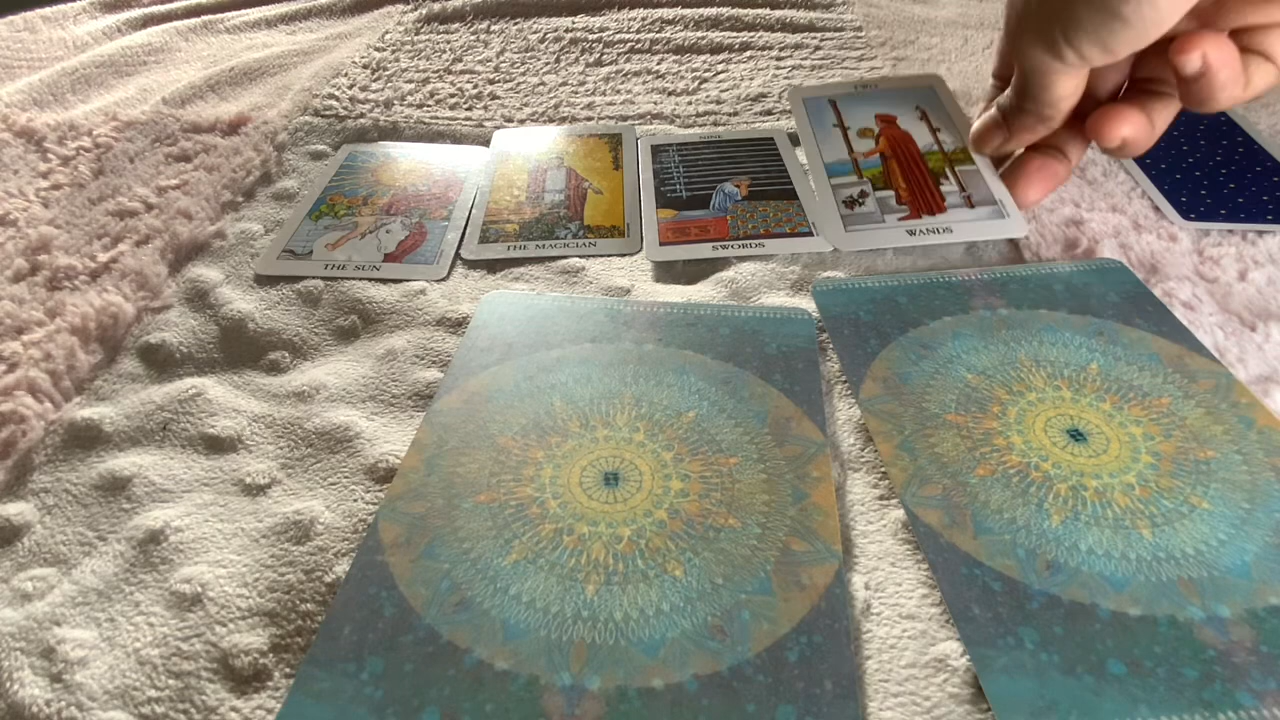 THE SUN
THE MAGICIAN
NINE
SWORDS
TWO
WANDS